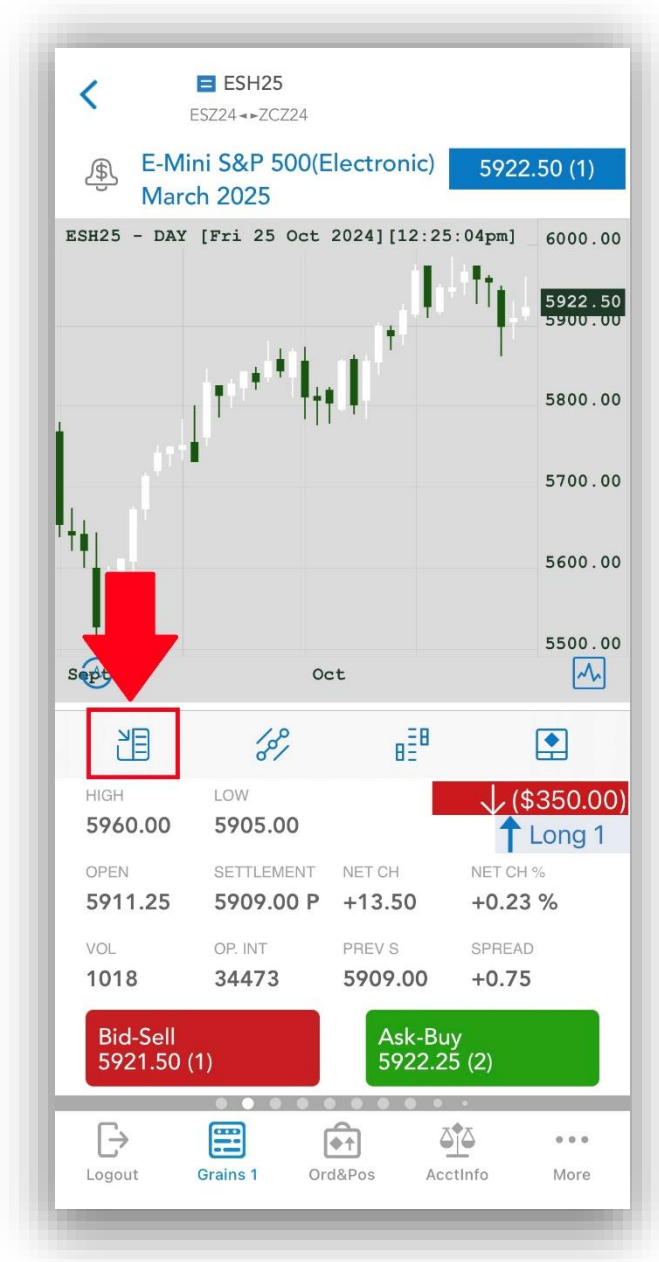 ESH25
ESZ24◄►ZCZ24
E-Mini S&P 500(Electronic)
March 2025
5922.50 (1)
ESH25 - DAY [Fri 25 Oct 2024][12:25:04pm]
6000.00
5922.50
5900.00
5800.00
5700.00
5600.00
5500.00
Sept
Oct
HIGH LOW
5960.00 5905.00
↓ ($350.00)
↑ Long 1
OPEN SETTLEMENT NET CH NET CH %
5911.25 5909.00 P +13.50 +0.23 %
VOL OP. INT PREV S SPREAD
1018 34473 5909.00 +0.75
Bid-Sell
5921.50 (1)
Ask-Buy
5922.25 (2)
Logout Grains 1 Ord&Pos AcctInfo More